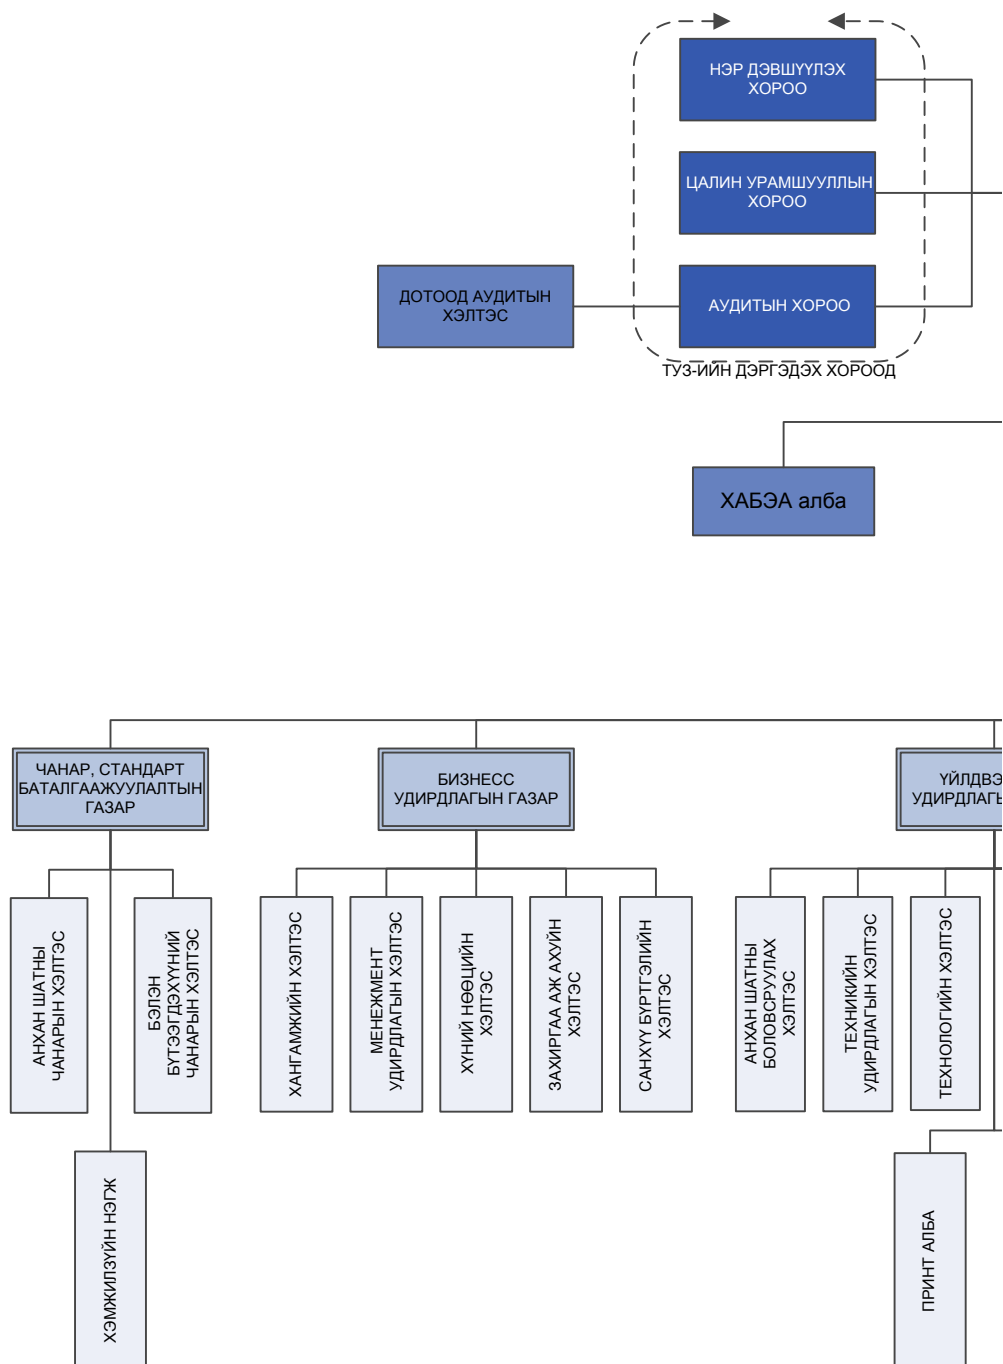 НЭР ДЭВШҮҮЛЭХ
ХОРОО
ЦАЛИН УРАМШУУЛЛЫН
ХОРОО
ДОТООД АУДИТЫН
ХЭЛТЭС
АУДИТЫН ХОРОО
ТУЗ-ИЙН ДЭРГЭДЭХ ХОРООД
ХАБЭА алба
ЧАНАР, СТАНДАРТ
БАТАЛГААЖУУЛАЛТЫН
ГАЗАР
БИЗНЕСС
УДИРДЛАГЫН ГАЗАР
ҮЙЛДВЭ
УДИРДЛАГЫ
АНХАН ШАТНЫ
ЧАНАРЫН ХЭЛТЭС
БЭЛЭН
БҮТЭЭГДЭХҮҮНИЙ
ЧАНАРЫН ХЭЛТЭС
ХАНГАМЖИЙН ХЭЛТЭС
МЕНЕЖМЕНТ
УДИРДЛАГЫН ХЭЛТЭС
ХҮНИЙ НӨӨЦИЙН
ХЭЛТЭС
ЗАХИРГАА АЖ АХУЙН
ХЭЛТЭС
САНХҮҮ БҮРТГЭЛИЙН
ХЭЛТЭС
АНХАН ШАТНЫ
БОЛОВСРУУЛАХ
ХЭЛТЭС
ТЕХНИКИЙН
УДИРДЛАГЫН ХЭЛТЭС
ТЕХНОЛОГИЙН ХЭЛТЭС
ХЭМЖИЛЗҮЙН НЭГЖ
ПРИНТ АЛБА